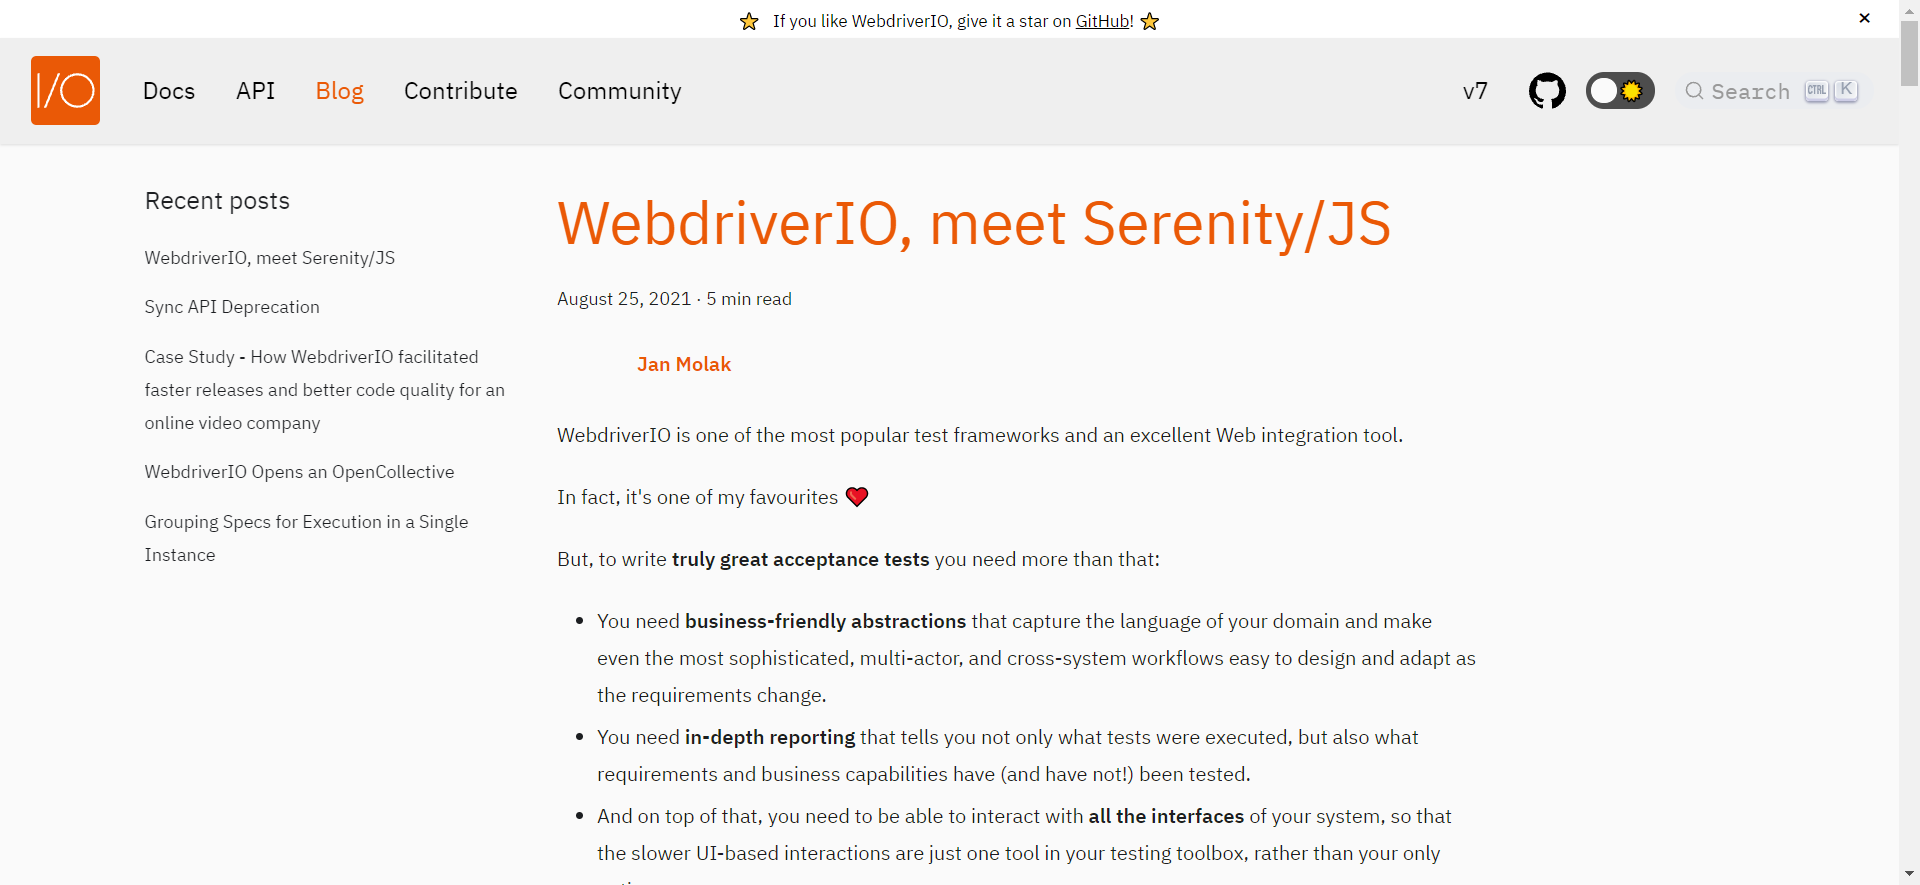 If you like WebdriverIO, give it a star on GitHub!
I/O
Docs
API
Blog
Contribute
Community
v7
Search
CTRL
K
Recent posts
WebdriverIO, meet Serenity/JS
Sync API Deprecation
Case Study - How WebdriverIO facilitated
faster releases and better code quality for an
online video company
WebdriverIO Opens an OpenCollective
Grouping Specs for Execution in a Single
Instance
WebdriverIO, meet Serenity/JS
August 25, 2021 · 5 min read
Jan Molak
WebdriverIO is one of the most popular test frameworks and an excellent Web integration tool.
In fact, it's one of my favourites
But, to write truly great acceptance tests you need more than that:
You need business-friendly abstractions that capture the language of your domain and make
even the most sophisticated, multi-actor, and cross-system workflows easy to design and adapt as
the requirements change.
You need in-depth reporting that tells you not only what tests were executed, but also what
requirements and business capabilities have (and have not!) been tested.
And on top of that, you need to be able to interact with all the interfaces of your system, so that
the slower UI-based interactions are just one tool in your testing toolbox, rather than your only